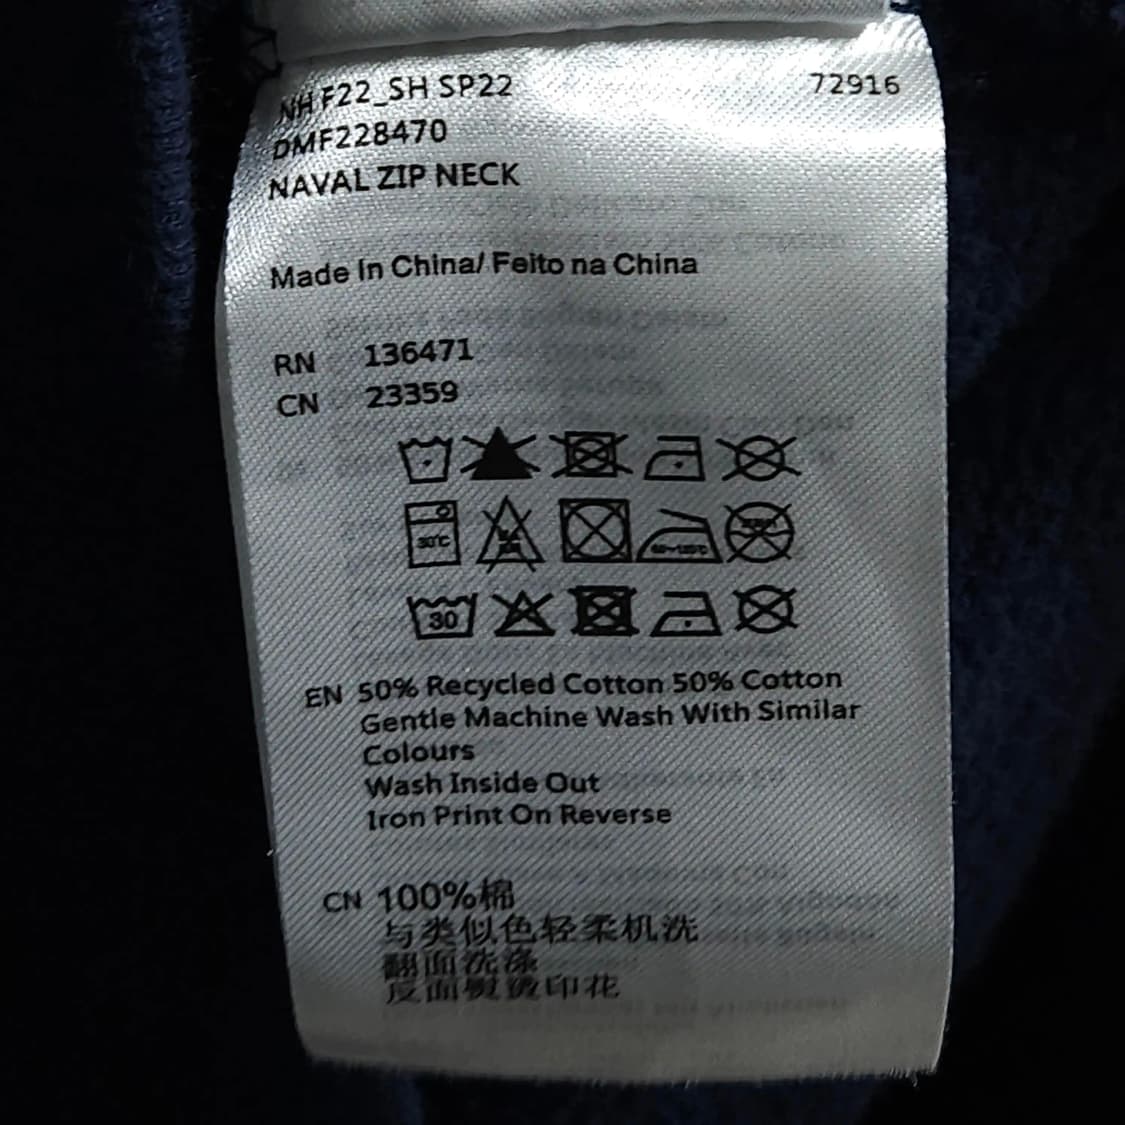 NH F22_SH SP22 72916
DMF228470
NAVAL ZIP NECK
Made in China/ Feito na China
RN 136471
CN 23359
30°C
30
EN 50% Recycled Cotton 50% Cotton
Gentle Machine Wash With Similar
Colours
Wash Inside Out
Iron Print On Reverse
CN 100%棉
与类似色轻柔机洗
翻面洗涤
反面熨烫印花